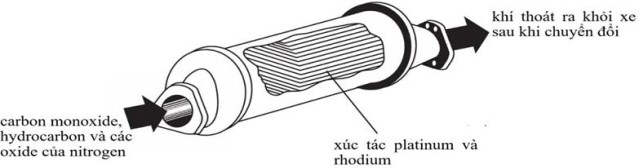 khí thoát ra khỏi xe
sau khi chuyển đổi
carbon monoxide,
hydrocarbon và các
oxide của nitrogen
xúc tác platinum và
rhodium